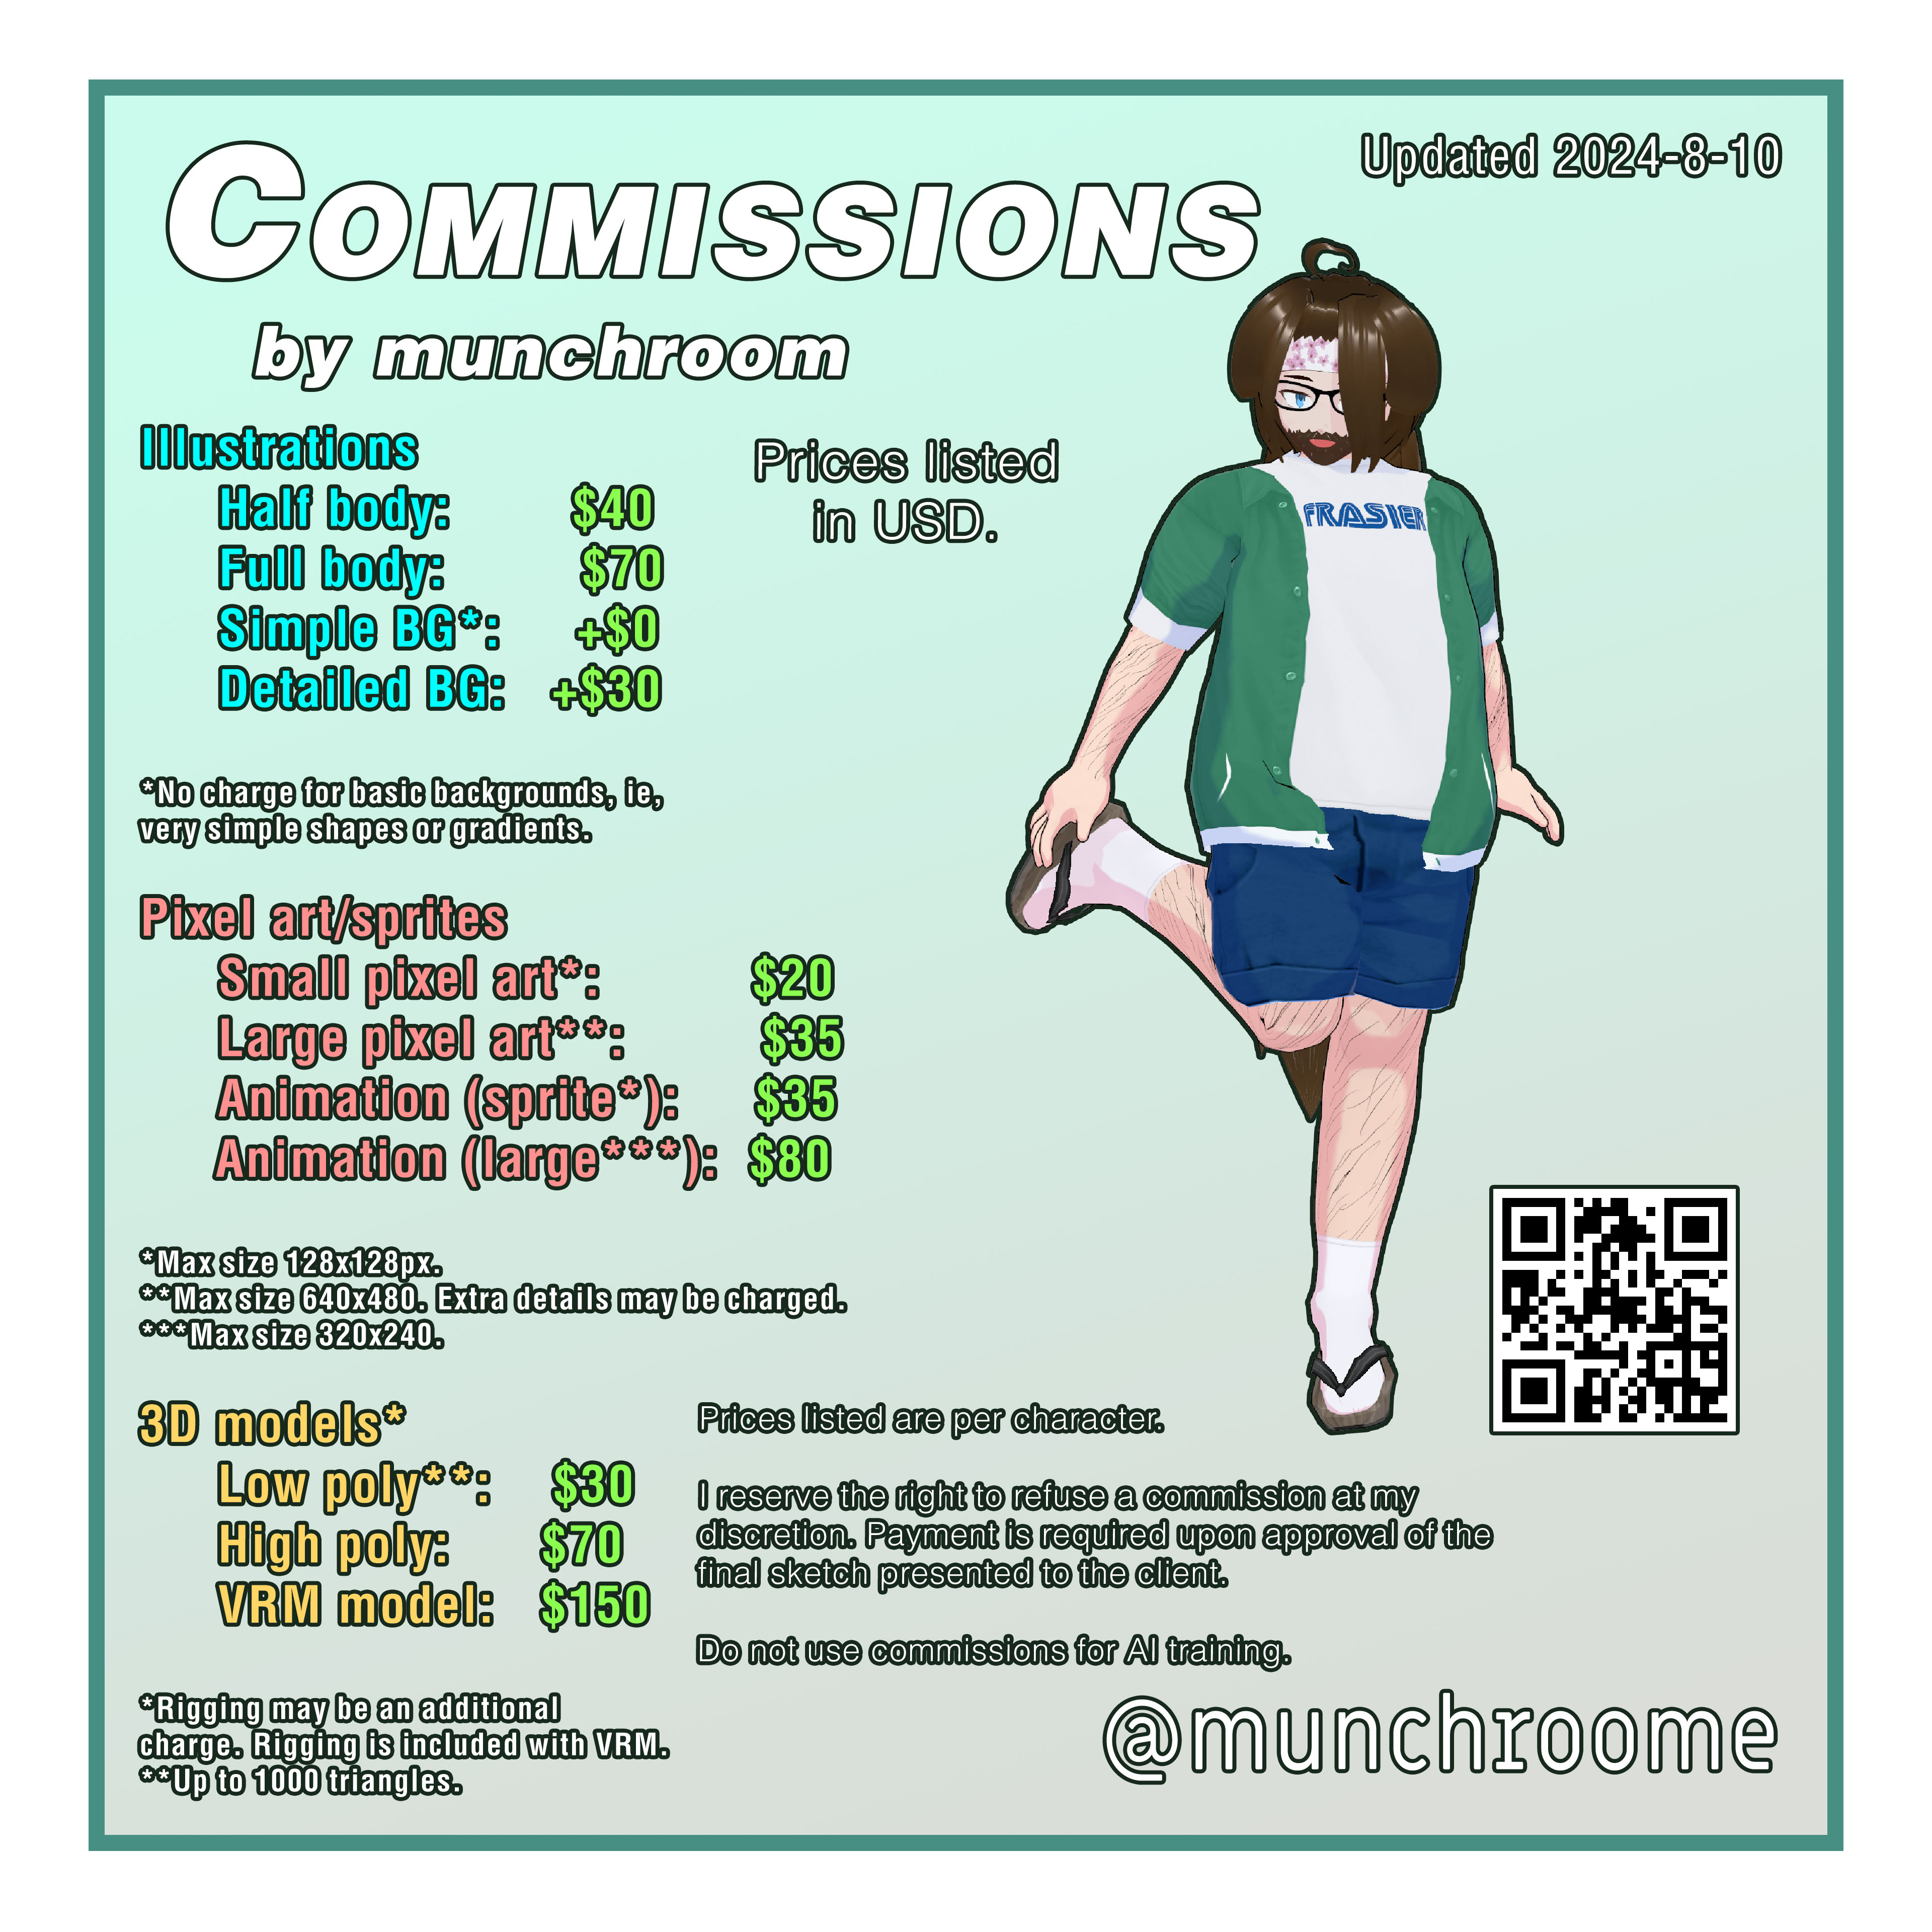 Commissions
Updated 2024-8-10
by munchroom
Prices listed
in USD.
Illustrations
Half body: $40
Full body: $70
Simple BG*: +$0
Detailed BG: +$30
*No charge for basic backgrounds, ie,
very simple shapes or gradients.
FRASIER
Pixel art/sprites
Small pixel art*: $20
Large pixel art**: $35
Animation (sprite*): $35
Animation (large***): $80
*Max size 128x128px.
**Max size 640x480. Extra details may be charged.
***Max size 320x240.
3D models*
Low poly**: $30
High poly: $70
VRM model: $150
*Rigging may be an additional
charge. Rigging is included with VRM.
**Up to 1000 triangles.
Prices listed are per character.
I reserve the right to refuse a commission at my
discretion. Payment is required upon approval of the
final sketch presented to the client.
Do not use commissions for AI training.
@munchroome